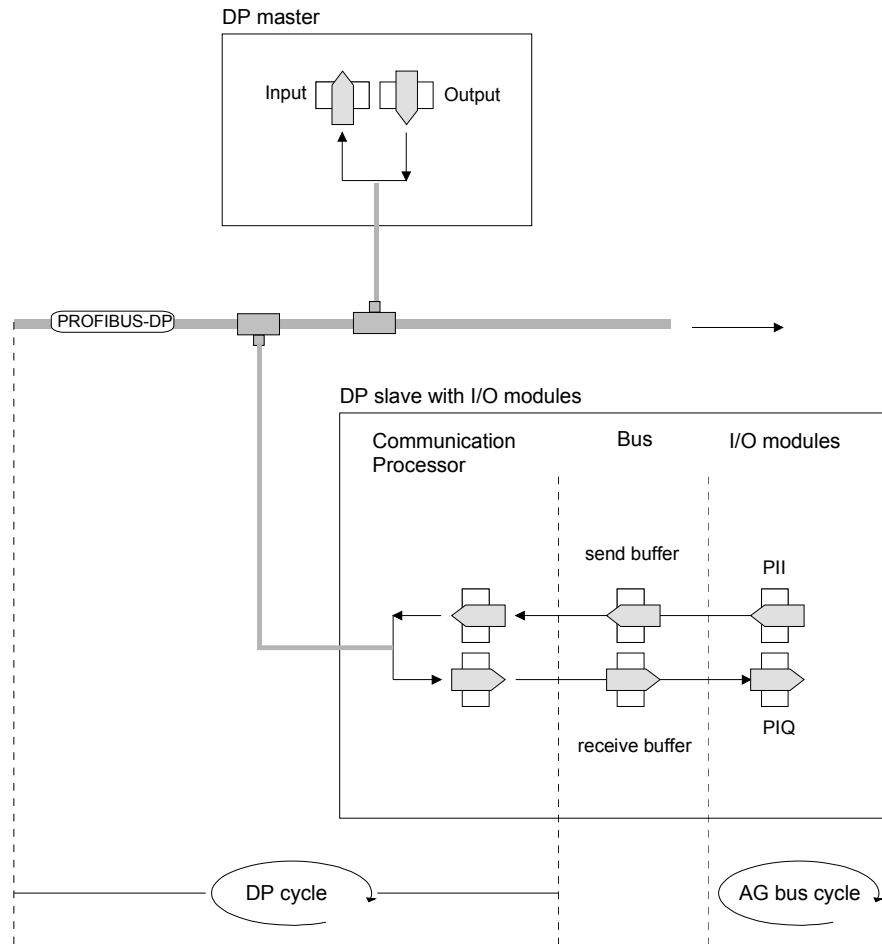 DP master
Input
Output
PROFIBUS-DP
DP slave with I/O modules
Communication
Processor
Bus
I/O modules
send buffer
PII
receive buffer
PIQ
DP cycle
AG bus cycle